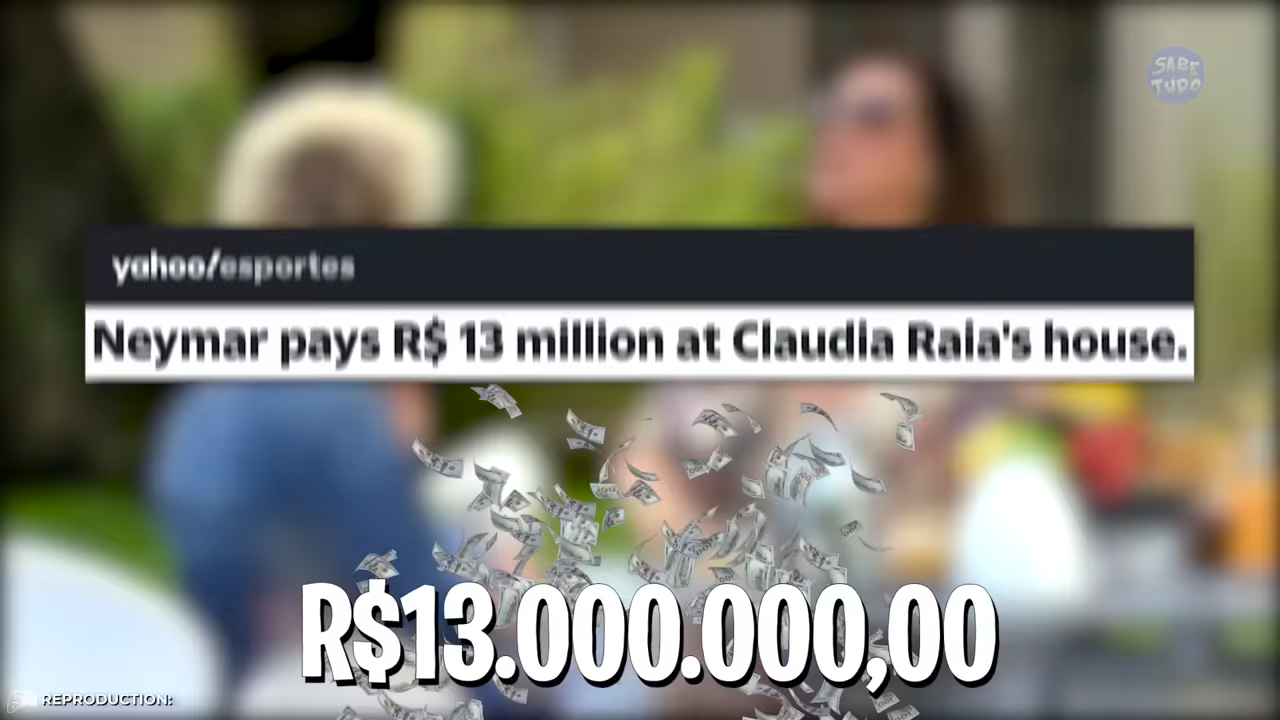 SABE
TUDO
yahoo/esportes
Neymar pays R$ 13 million at Claudia Raia's house.
R$13.000.000,00
REPRODUCTION: